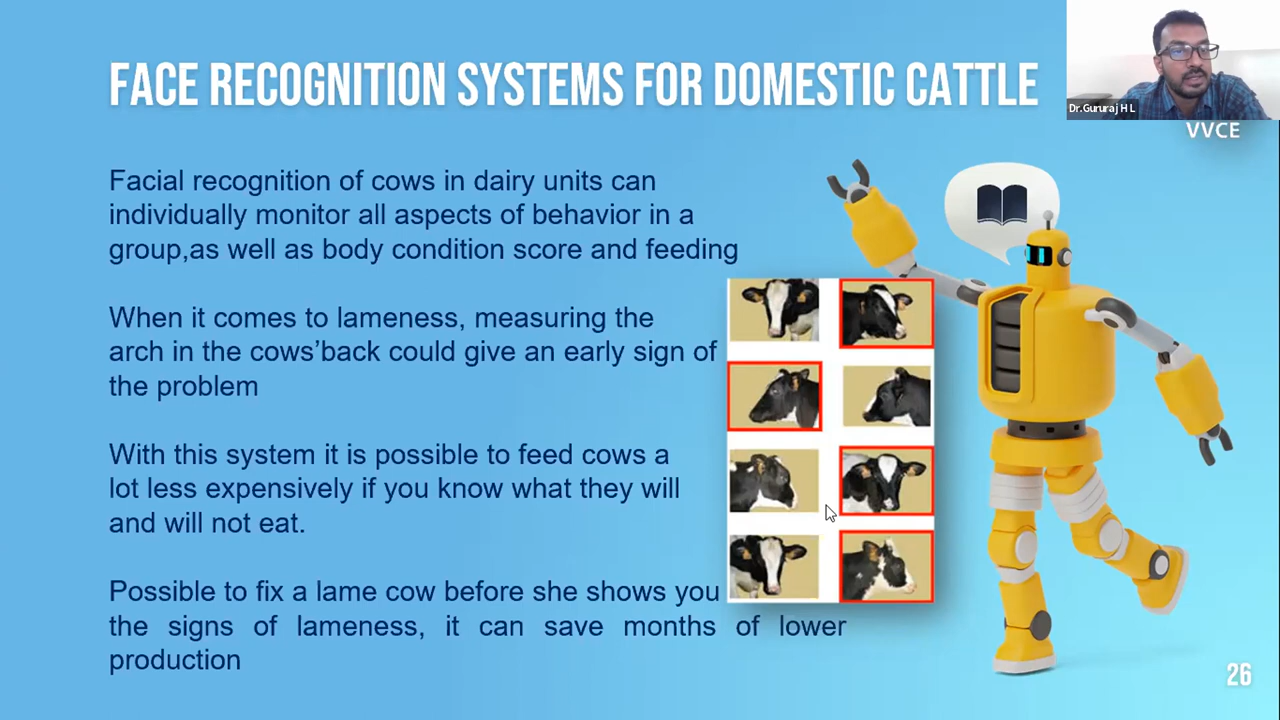 FACE RECOGNITION SYSTEMS FOR DOMESTIC CATTLE
Dr.Gururaj H L
VVCE
Facial recognition of cows in dairy units can
individually monitor all aspects of behavior in a
group,as well as body condition score and feeding
When it comes to lameness, measuring the
arch in the cows’back could give an early sign of
the problem
With this system it is possible to feed cows a
lot less expensively if you know what they will
and will not eat.
Possible to fix a lame cow before she shows you
the signs of lameness, it can save months of lower
production
26